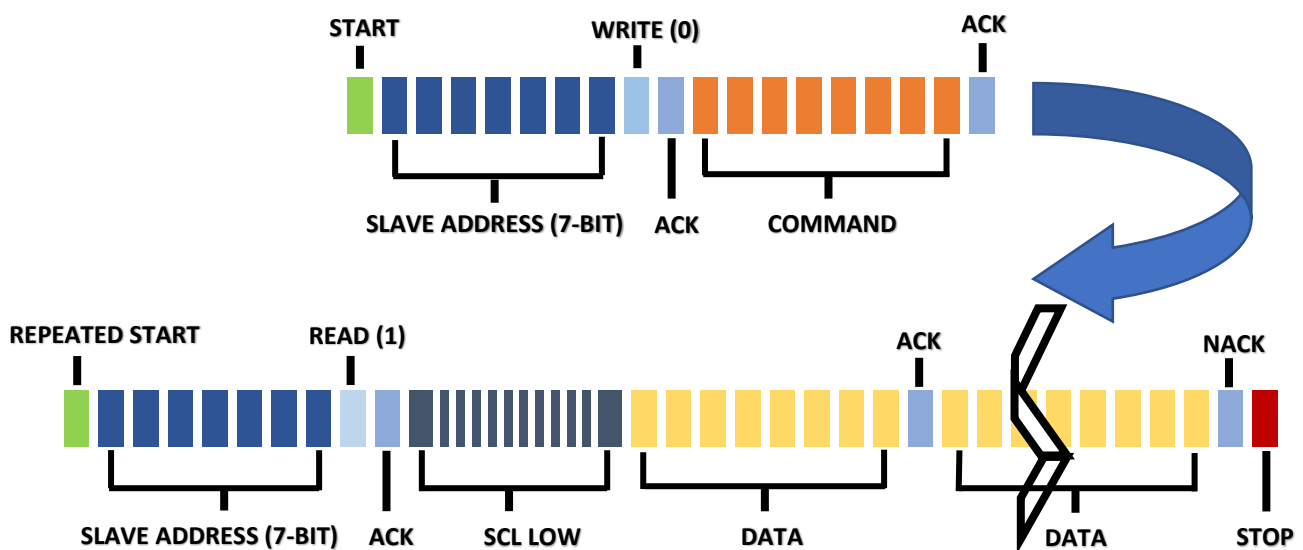 START
WRITE (0)
ACK
SLAVE ADDRESS (7-BIT)
ACK
COMMAND
REPEATED START
READ (1)
ACK
NACK
SLAVE ADDRESS (7-BIT)
ACK
SCL LOW
DATA
DATA
STOP